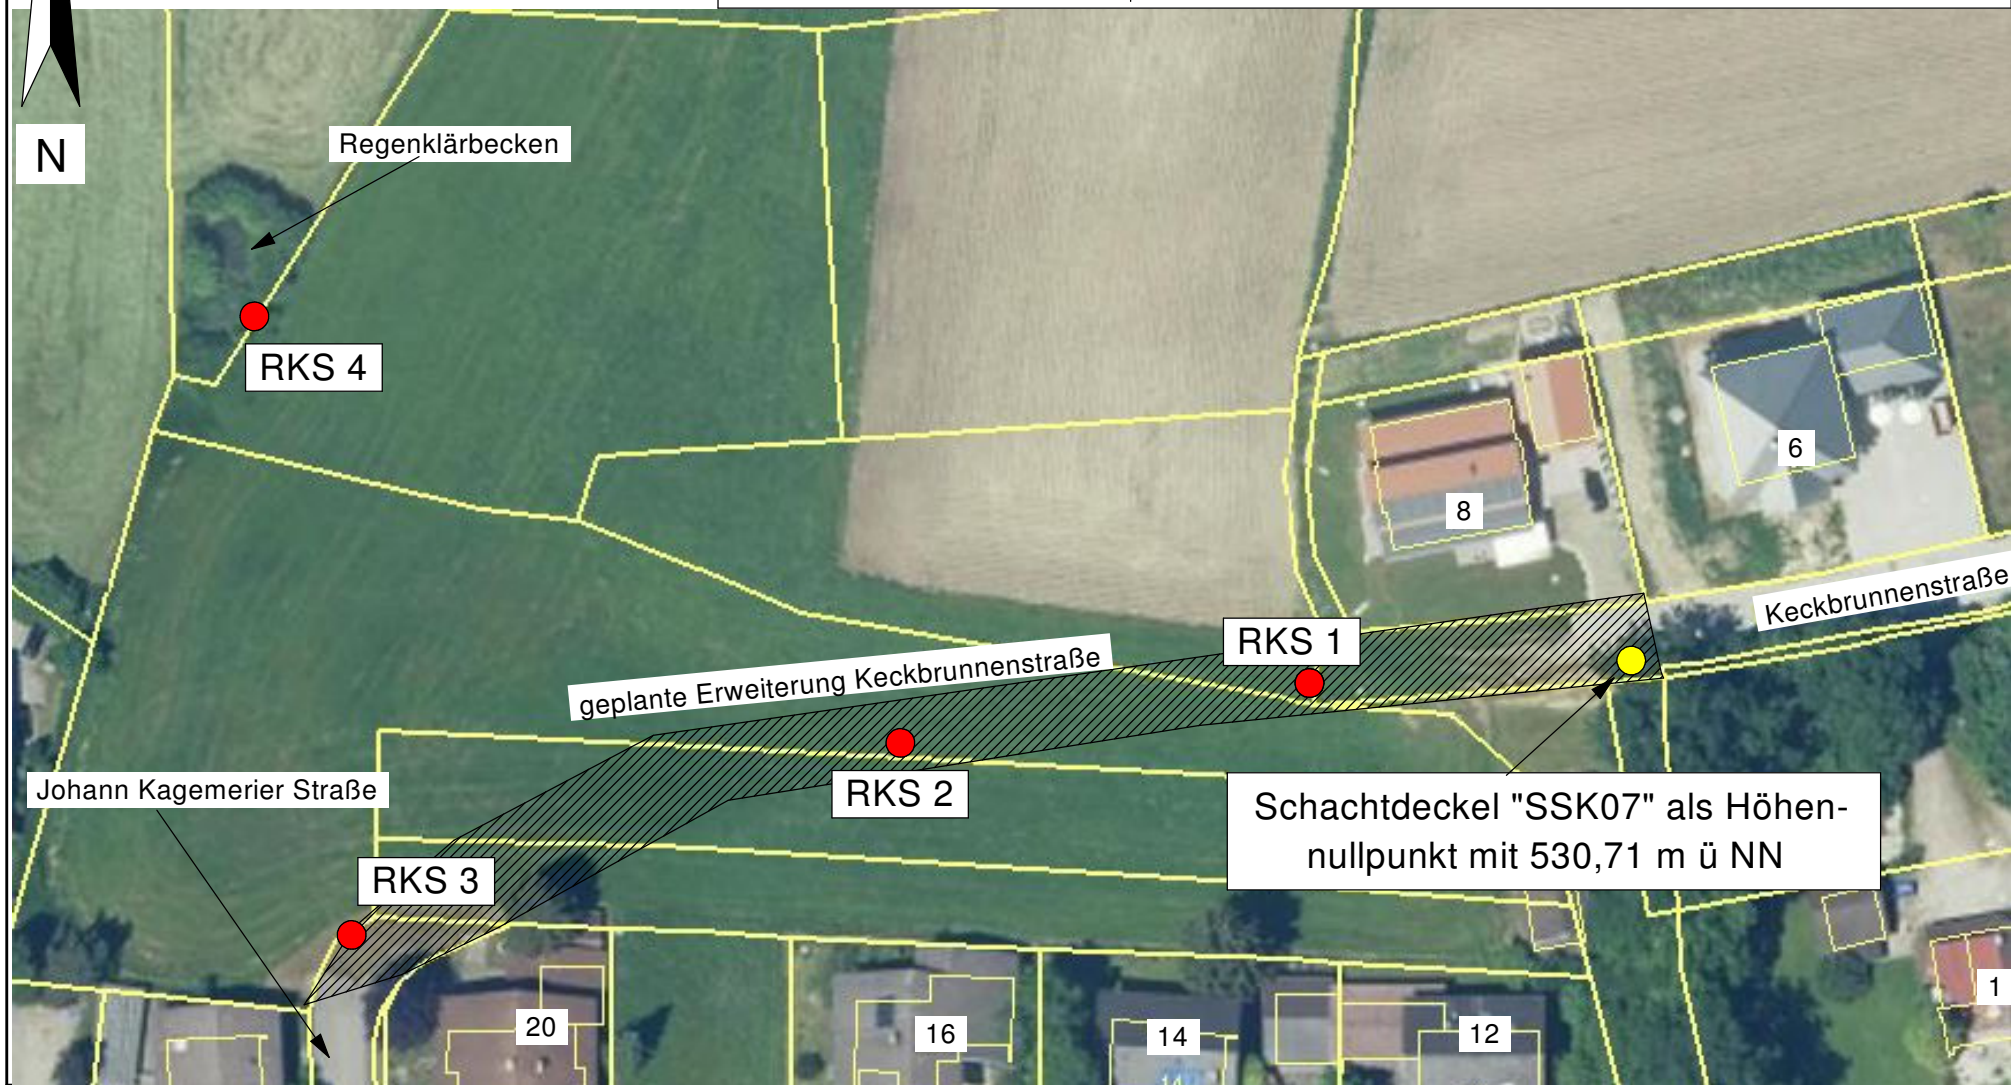 N
Regenklärbecken
RKS 4
6
8
Keckbrunnenstraße
RKS 1
geplante Erweiterung Keckbrunnenstraße
RKS 2
Johann Kagemerier Straße
Schachtdeckel "SSK07" als Höhen-
nullpunkt mit 530,71 m ü NN
RKS 3
1
20
16
14
12
14